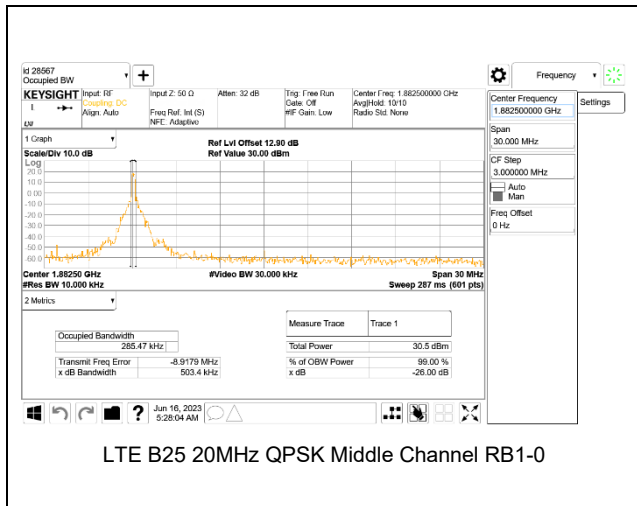 Id 28567
Occupied BW
Frequency
KEYSIGHT
Input: RF
Coupling: DC
Align: Auto
Input Z: 50 Ω
Freq Ref: Int (S)
NFE: Adaptive
Atten: 32 dB
Trig: Free Run
Gate: Off
#IF Gain: Low
Center Freq: 1.882500000 GHz
Avg|Hold: 10/10
Radio Std: None
Center Frequency
1.882500000 GHz
Settings
Span
30.000 MHz
CF Step
3.000000 MHz
Auto
Man
Freq Offset
0 Hz
1 Graph
Scale/Div 10.0 dB
Ref Lvl Offset 12.90 dB
Ref Value 30.00 dBm
Log
20.0
10.0
0.00
-10.0
-20.0
-30.0
-40.0
-50.0
-60.0
Center 1.88250 GHz
#Video BW 30.000 kHz
Span 30 MHz
#Res BW 10.000 kHz
Sweep 287 ms (601 pts)
2 Metrics
Measure Trace
Trace 1
Occupied Bandwidth
285.47 kHz
Total Power
30.5 dBm
Transmit Freq Error
-8.9179 MHz
% of OBW Power
99.00 %
x dB Bandwidth
503.4 kHz
x dB
-26.00 dB
?
Jun 16, 2023
5:28:04 AM
LTE B25 20MHz QPSK Middle Channel RB1-0